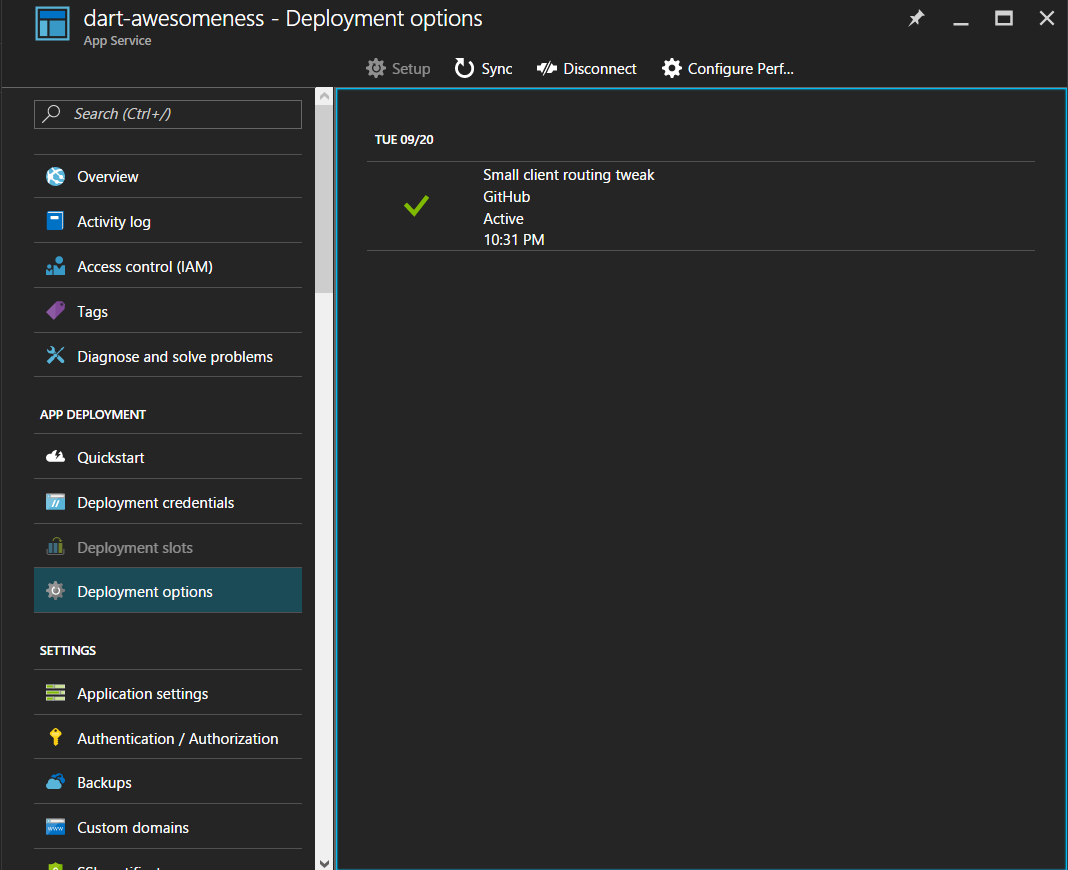 dart-awesomeness - Deployment options
App Service
Setup
Sync
Disconnect
Configure Perf...
Search (Ctrl+/)
Overview
Activity log
Access control (IAM)
Tags
Diagnose and solve problems
APP DEPLOYMENT
Quickstart
Deployment credentials
Deployment slots
Deployment options
SETTINGS
Application settings
Authentication / Authorization
Backups
Custom domains
TUE 09/20
Small client routing tweak
GitHub
Active
10:31 PM